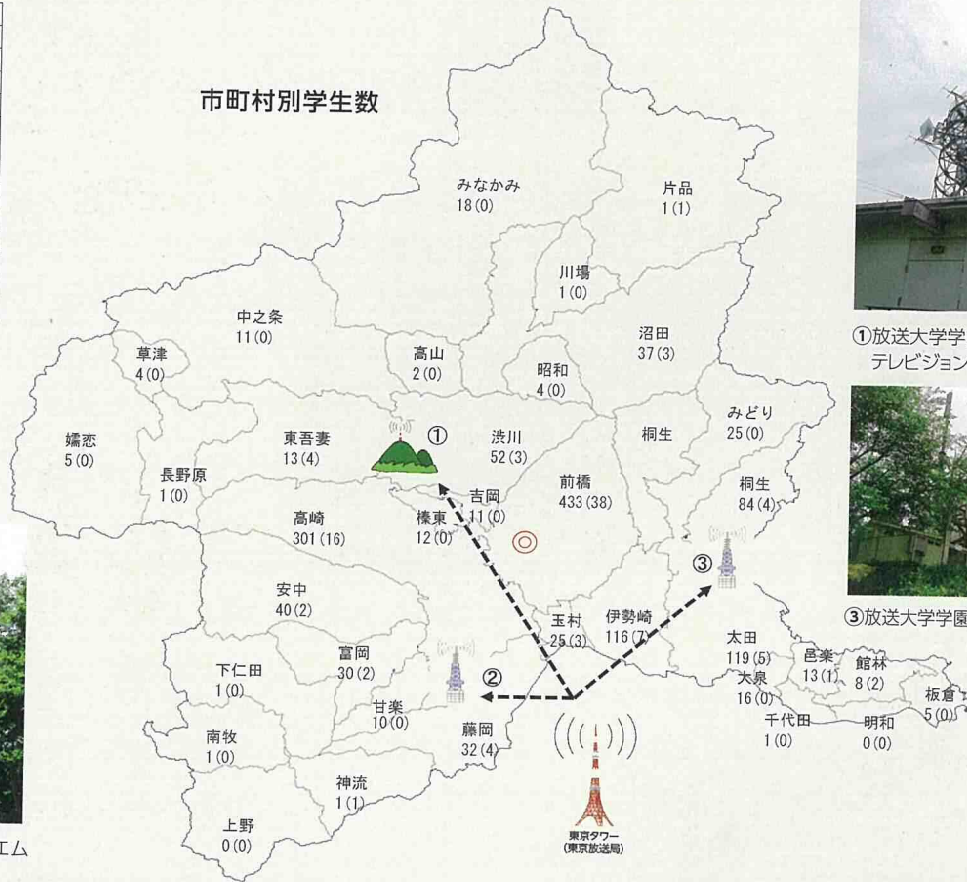 市町村別学生数
みなかみ
18(0)
片品
1(1)
川場
1(0)
中之条
11(0)
沼田
37(3)
草津
4(0)
高山
2(0)
昭和
4(0)
みどり
25(0)
嬬恋
5(0)
東吾妻
13(4)
①
渋川
52(3)
桐生
長野原
1(0)
前橋
433(38)
桐生
84(4)
吉岡
11(0)
高崎
301(16)
榛東
12(0)
③
安中
40(2)
玉村
25(3)
伊勢崎
116(7)
太田
119(5)
下仁田
1(0)
富岡
30(2)
邑楽
13(1)
館林
8(2)
②
大泉
16(0)
板倉
5(0)
甘楽
10(0)
千代田
1(0)
明和
0(0)
南牧
1(0)
藤岡
32(4)
神流
1(1)
上野
0(0)
東京タワー
(東京放送局)
①放送大学学
テレビジョン
③放送大学学園
エム